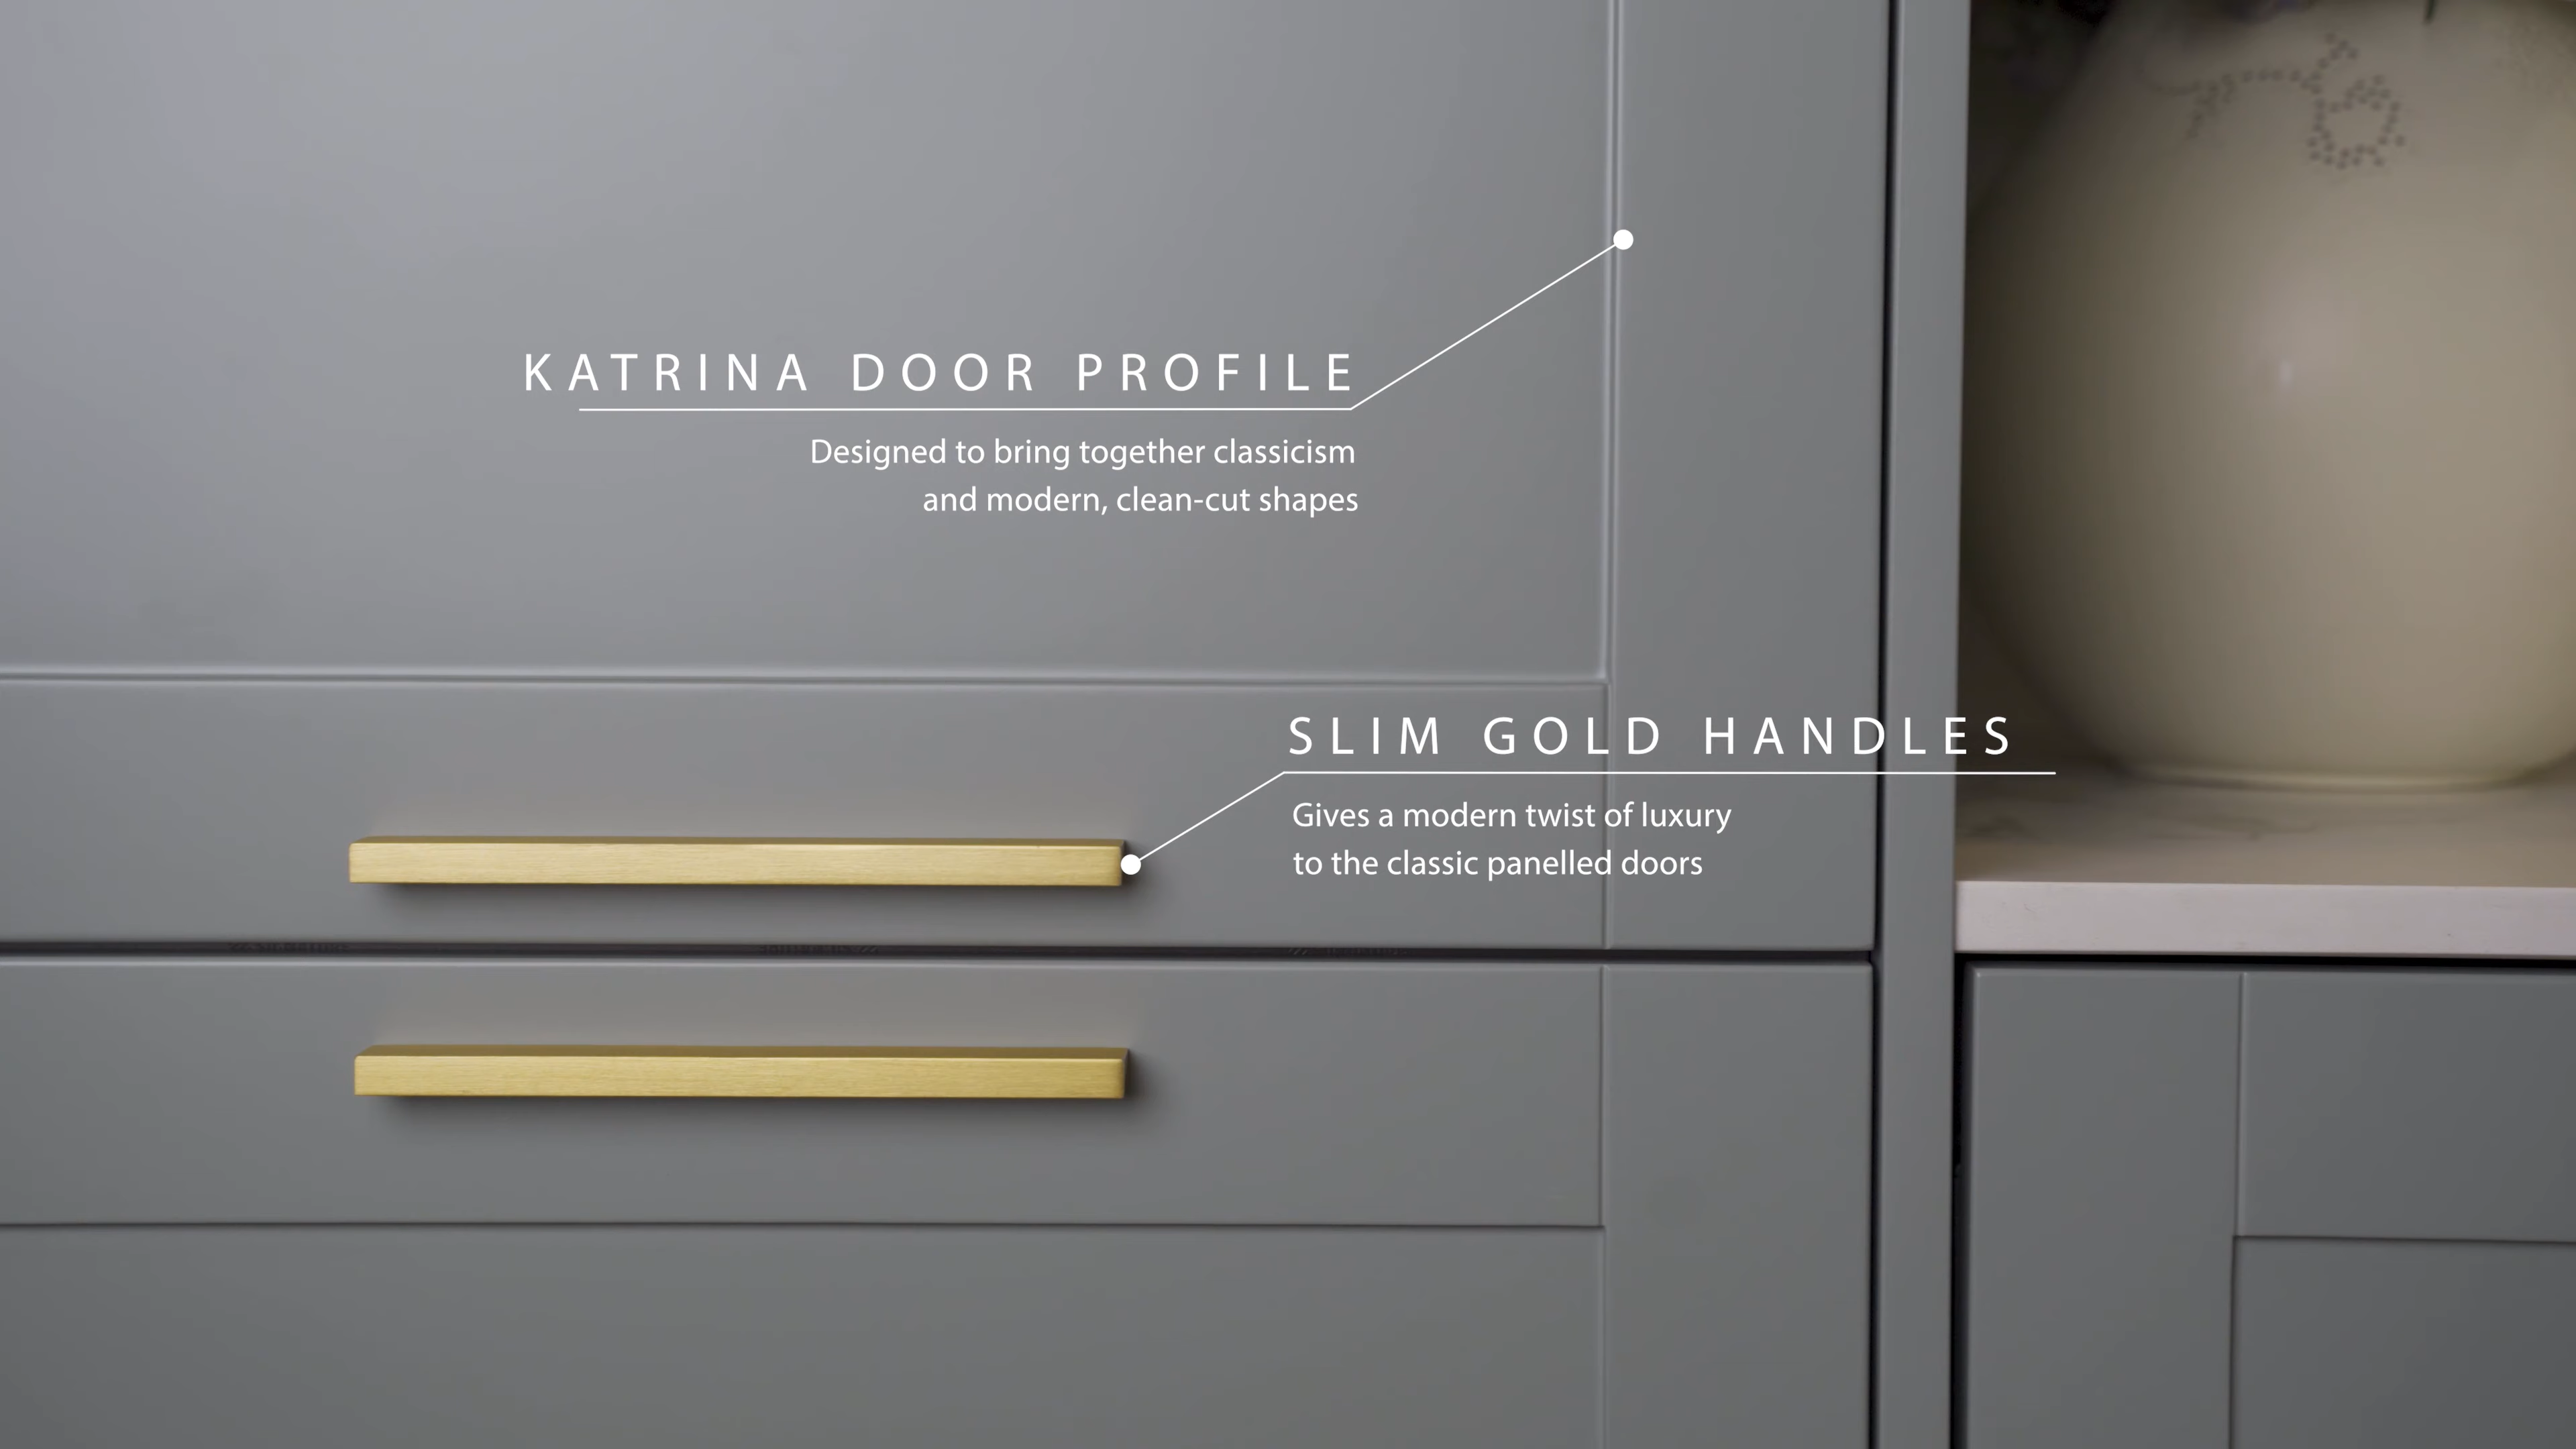 KATRINA DOOR PROFILE
Designed to bring together classicism
and modern, clean-cut shapes
SLIM GOLD HANDLES
Gives a modern twist of luxury
to the classic panelled doors